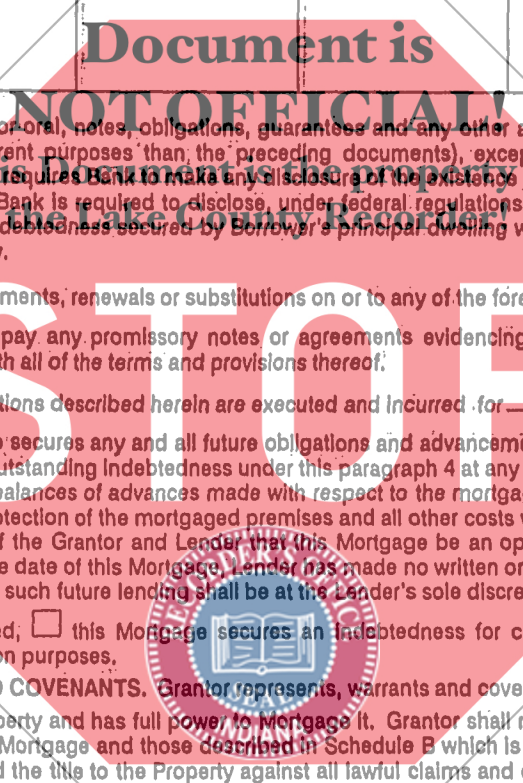 Document is
NOT OFFICIAL!
or oral, notes, obligations, guarantees and any other a
rent purposes than the preceding documents), excep
is Document is the property
requires Bank to make any disclosure of the existence
Bank is required to disclose, under federal regulations
the Lake County Recorder!
debtedness secured by Borrower's principal dwelling w
y.
ments, renewals or substitutions on or to any of the fore
STOP
pay any promissory notes or agreements evidencing
th all of the terms and provisions thereof.
tions described herein are executed and incurred for
secures any and all future obligations and advancem
utstanding indebtedness under this paragraph 4 at any
balances of advances made with respect to the mortga
otection of the mortgaged premises and all other costs
f the Grantor and Lender that this Mortgage be an op
e date of this Mortgage, Lender has made no written or
such future lending shall be at the Lender's sole discre
RECORDER'S OFFICE
ed, this Mortgage secures an indebtedness for c
on purposes.
SEAL
INDIANA
COVENANTS. Grantor represents, warrants and cove
perty and has full power to Mortgage it. Grantor shall
Mortgage and those described in Schedule B which is
d the title to the Property against all lawful claims and